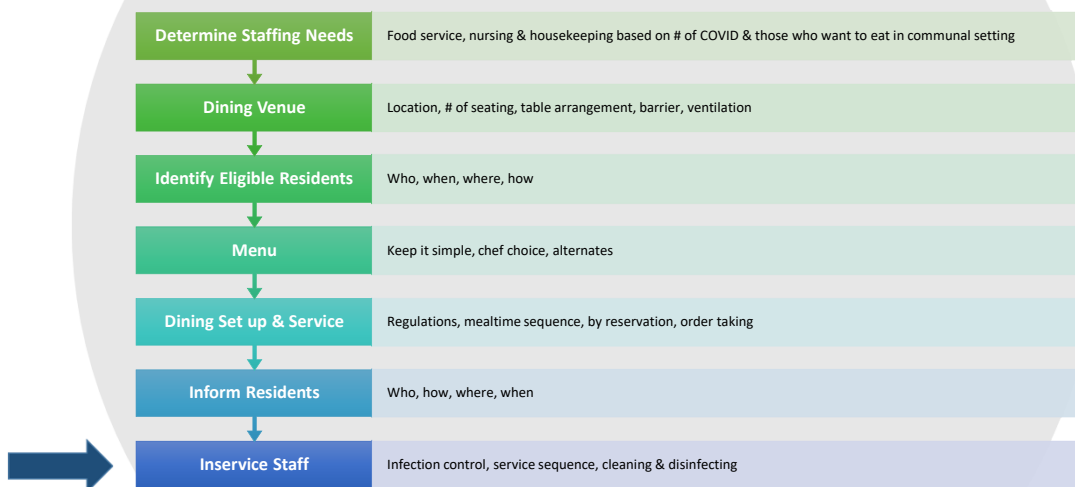 Determine Staffing Needs
Food service, nursing & housekeeping based on # of COVID & those who want to eat in communal setting
Dining Venue
Location, # of seating, table arrangement, barrier, ventilation
Identify Eligible Residents
Who, when, where, how
Menu
Keep it simple, chef choice, alternates
Dining Set up & Service
Regulations, mealtime sequence, by reservation, order taking
Inform Residents
Who, how, where, when
Inservice Staff
Infection control, service sequence, cleaning & disinfecting